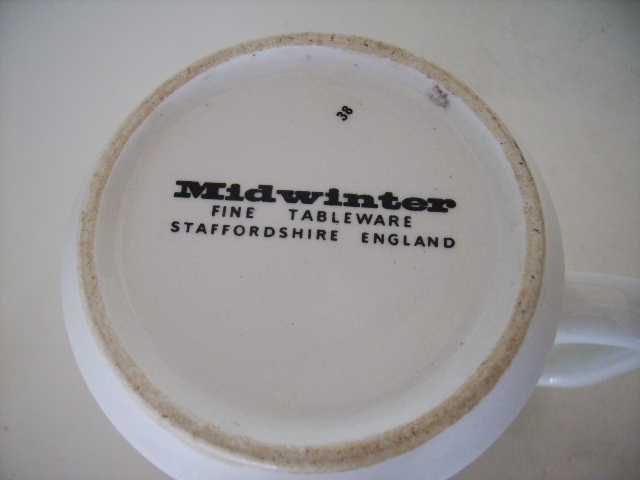 38
Midwinter
FINE TABLEWARE
STAFFORDSHIRE ENGLAND